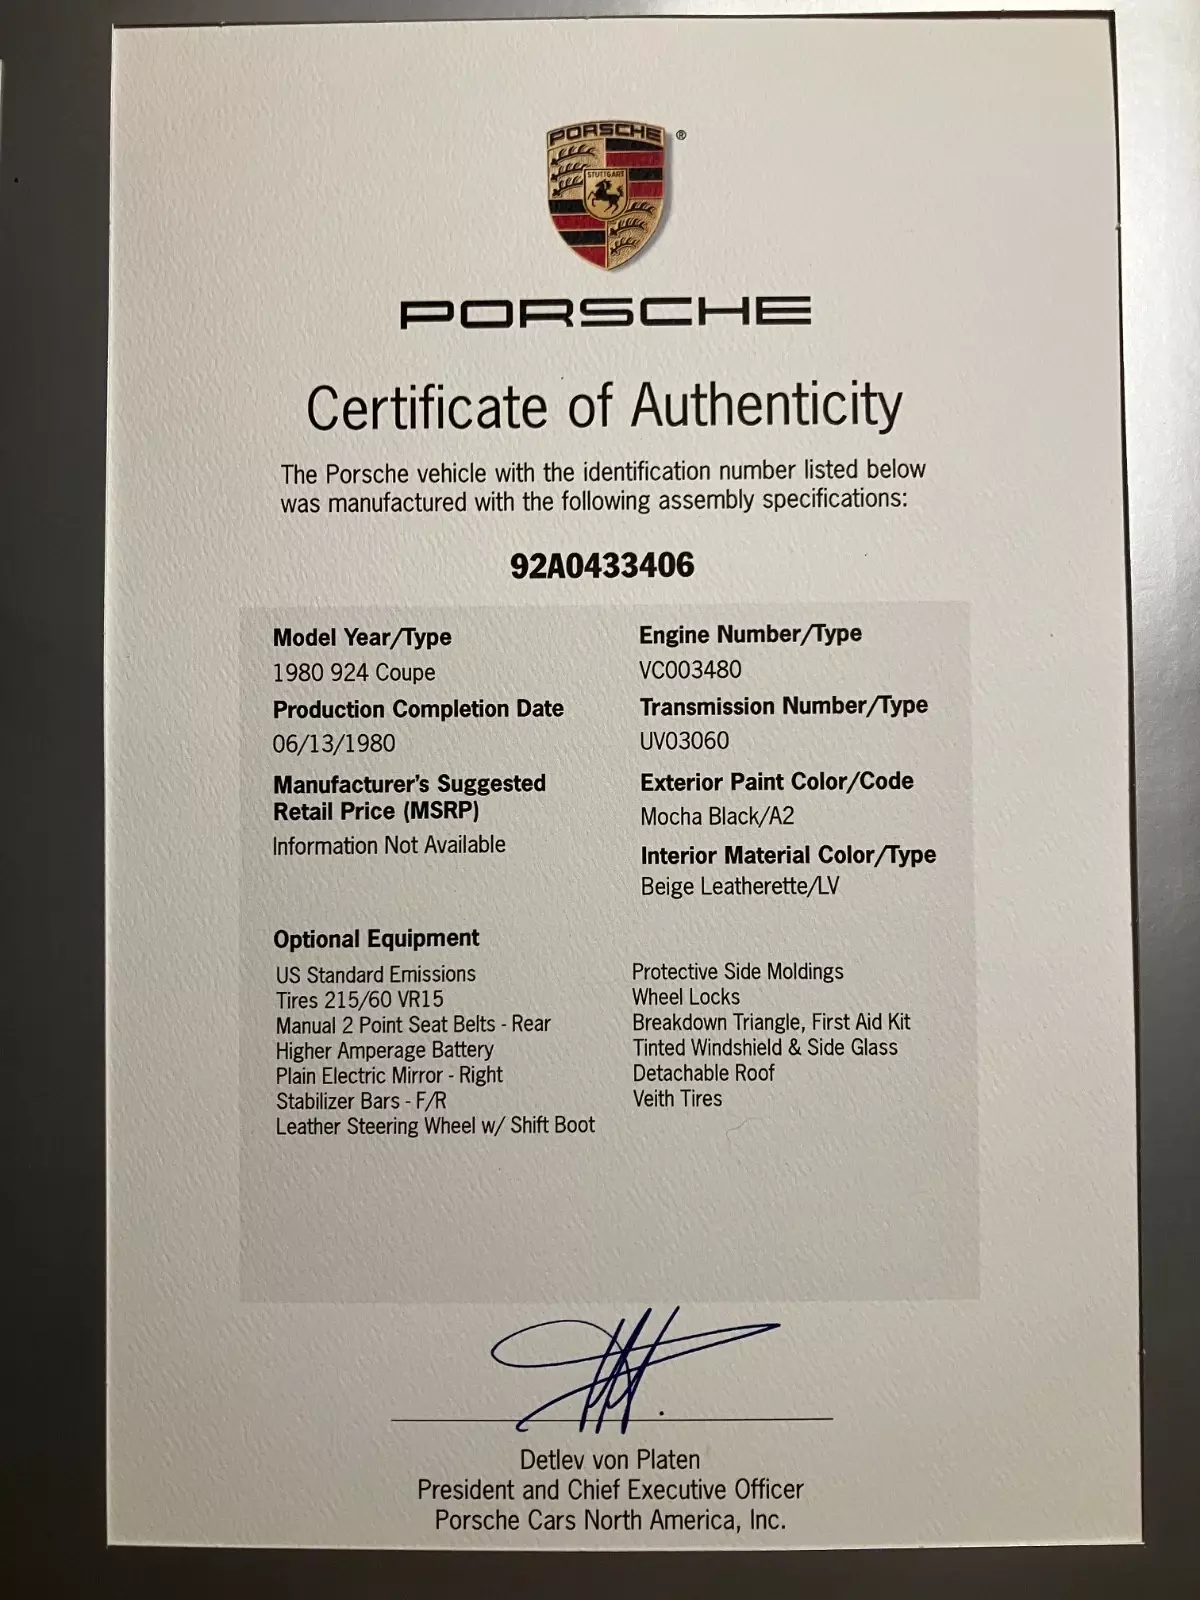 PORSCHE
®
STUTTGART
PORSCHE
Certificate of Authenticity
The Porsche vehicle with the identification number listed below
was manufactured with the following assembly specifications:
92A0433406
Model Year/Type
1980 924 Coupe
Production Completion Date
06/13/1980
Manufacturer's Suggested
Retail Price (MSRP)
Information Not Available
Engine Number/Type
VC003480
Transmission Number/Type
UV03060
Exterior Paint Color/Code
Mocha Black/A2
Interior Material Color/Type
Beige Leatherette/LV
Optional Equipment
US Standard Emissions
Tires 215/60 VR15
Manual 2 Point Seat Belts - Rear
Higher Amperage Battery
Plain Electric Mirror - Right
Stabilizer Bars - F/R
Leather Steering Wheel w/ Shift Boot
Protective Side Moldings
Wheel Locks
Breakdown Triangle, First Aid Kit
Tinted Windshield & Side Glass
Detachable Roof
Veith Tires
Detlev von Platen
President and Chief Executive Officer
Porsche Cars North America, Inc.